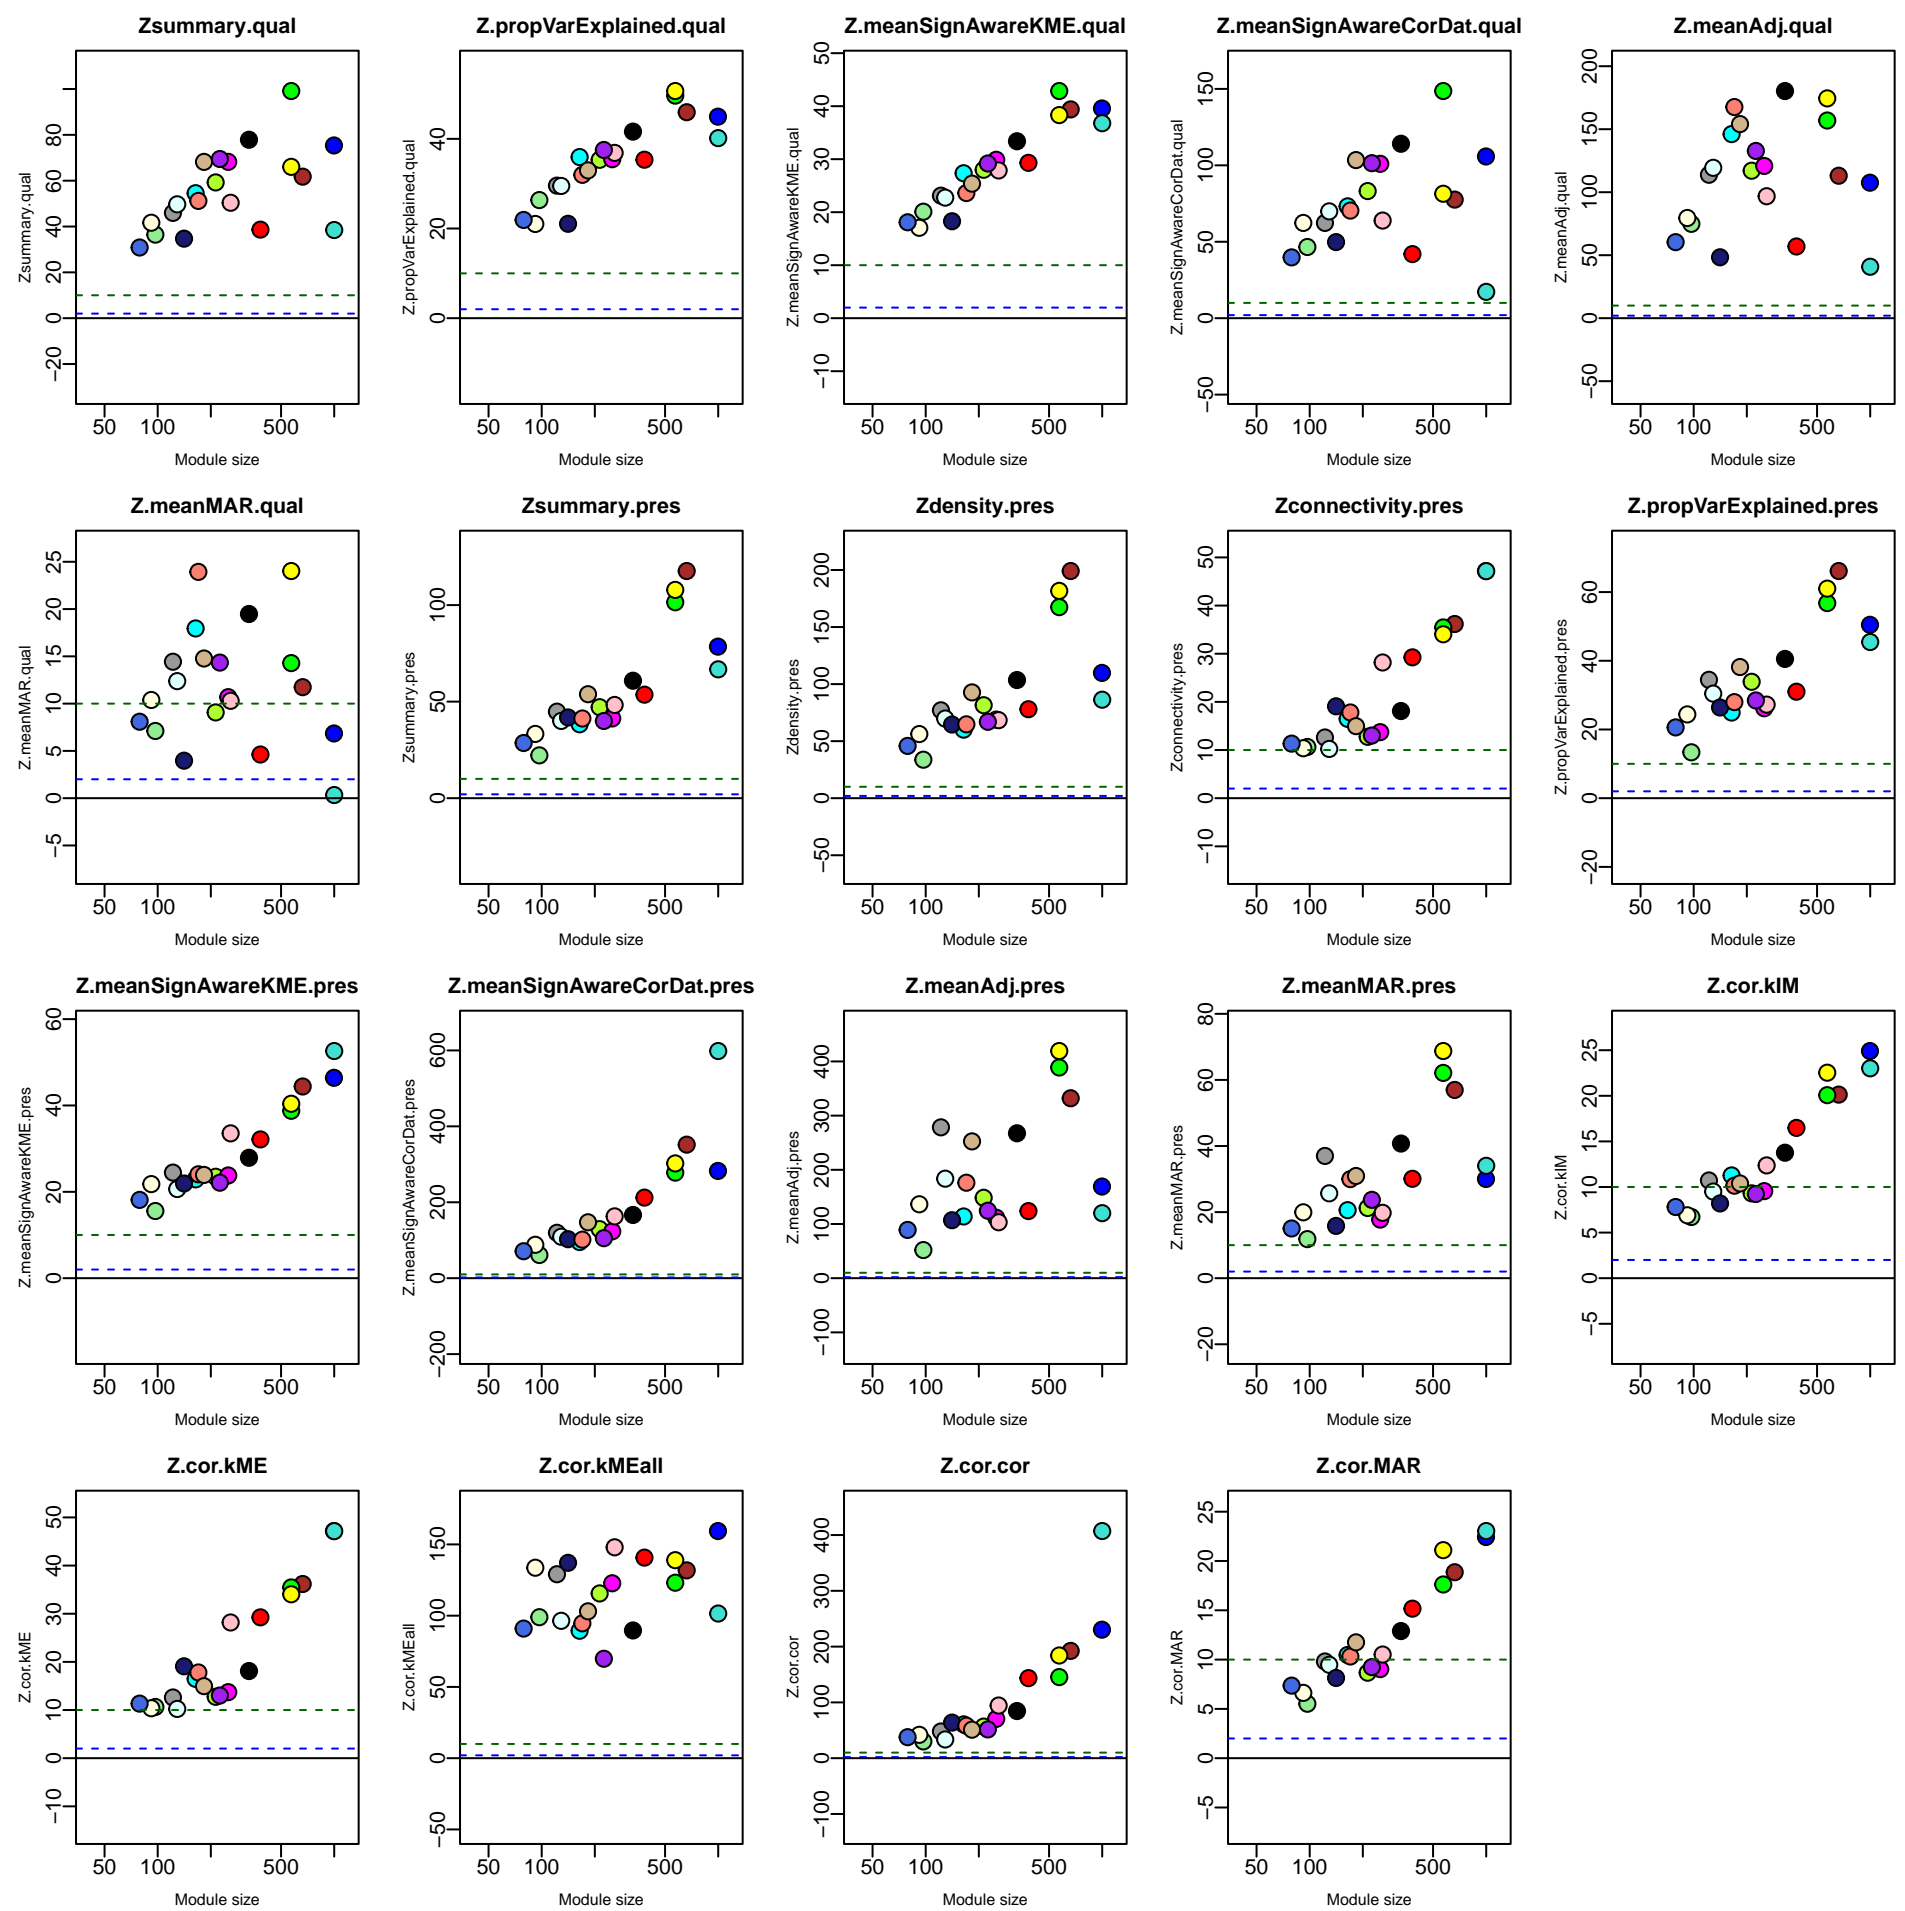 Zsummary.qual
Zsummary.qual
−20 0 20 40 60 80
50 100 500
Module size
Z.propVarExplained.qual
Z.propVarExplained.qual
0 20 40
50 100 500
Module size
Z.meanSignAwareKME.qual
Z.meanSignAwareKME.qual
−10 0 10 20 30 40 50
50 100 500
Module size
Z.meanSignAwareCorDat.qual
Z.meanSignAwareCorDat.qual
−50 0 50 100 150
50 100 500
Module size
Z.meanAdj.qual
Z.meanAdj.qual
−50 0 50 100 150 200
50 100 500
Module size
Z.meanMAR.qual
Z.meanMAR.qual
−5 0 5 10 15 20 25
50 100 500
Module size
Zsummary.pres
Zsummary.pres
0 50 100
50 100 500
Module size
Zdensity.pres
Zdensity.pres
−50 0 50 100 150 200
50 100 500
Module size
Zconnectivity.pres
Zconnectivity.pres
−10 0 10 20 30 40 50
50 100 500
Module size
Z.propVarExplained.pres
Z.propVarExplained.pres
−20 0 20 40 60
50 100 500
Module size
Z.meanSignAwareKME.pres
Z.meanSignAwareKME.pres
0 20 40 60
50 100 500
Module size
Z.meanSignAwareCorDat.pres
Z.meanSignAwareCorDat.pres
−200 0 200 400 600
50 100 500
Module size
Z.meanAdj.pres
Z.meanAdj.pres
−100 0 100 200 300 400
50 100 500
Module size
Z.meanMAR.pres
Z.meanMAR.pres
−20 0 20 40 60 80
50 100 500
Module size
Z.cor.kIM
Z.cor.kIM
−5 0 5 10 15 20 25
50 100 500
Module size
Z.cor.kME
Z.cor.kME
−10 0 10 20 30 40 50
50 100 500
Module size
Z.cor.kMEall
Z.cor.kMEall
−50 0 50 100 150
50 100 500
Module size
Z.cor.cor
Z.cor.cor
−100 0 100 200 300 400
50 100 500
Module size
Z.cor.MAR
Z.cor.MAR
−5 0 5 10 15 20 25
50 100 500
Module size